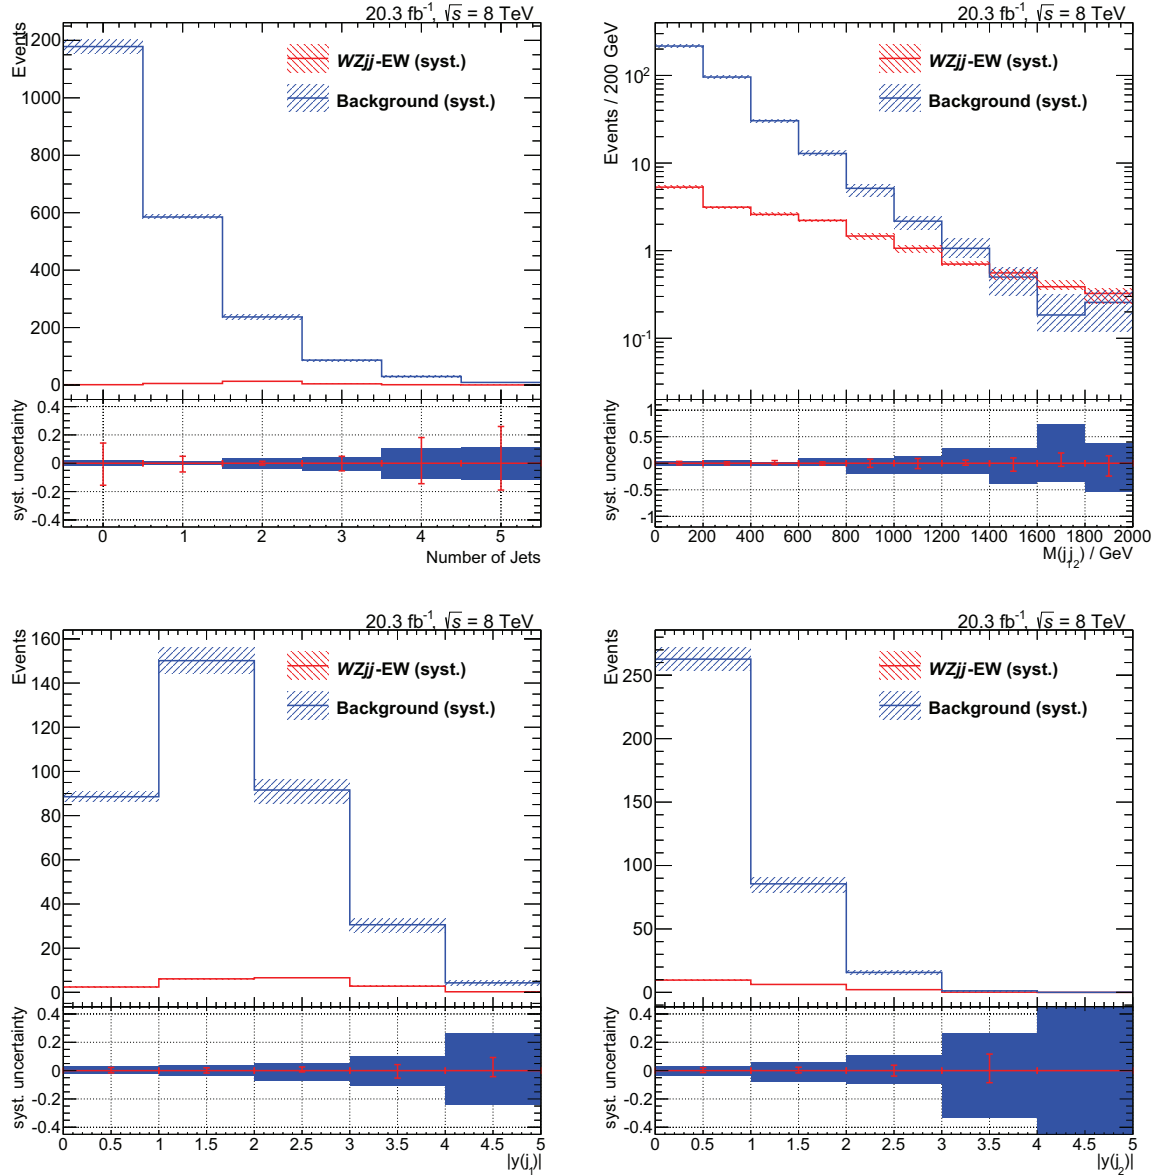 20.3 fb⁻¹, √s = 8 TeV
Events
1200
1000
800
600
400
200
0
WZjj-EW (syst.)
Background (syst.)
syst. uncertainty
0.4
0.2
0
-0.2
-0.4
0 1 2 3 4 5
Number of Jets
20.3 fb⁻¹, √s = 8 TeV
Events / 200 GeV
10²
10
1
10⁻¹
WZjj-EW (syst.)
Background (syst.)
syst. uncertainty
1
0.5
0
-0.5
-1
0 200 400 600 800 1000 1200 1400 1600 1800 2000
M(j₁j₂) / GeV
20.3 fb⁻¹, √s = 8 TeV
Events
160
140
120
100
80
60
40
20
0
WZjj-EW (syst.)
Background (syst.)
syst. uncertainty
0.4
0.2
0
-0.2
-0.4
0 0.5 1 1.5 2 2.5 3 3.5 4 4.5 5
|y(j₁)|
20.3 fb⁻¹, √s = 8 TeV
Events
250
200
150
100
50
0
WZjj-EW (syst.)
Background (syst.)
syst. uncertainty
0.4
0.2
0
-0.2
-0.4
0 0.5 1 1.5 2 2.5 3 3.5 4 4.5 5
|y(j₂)|